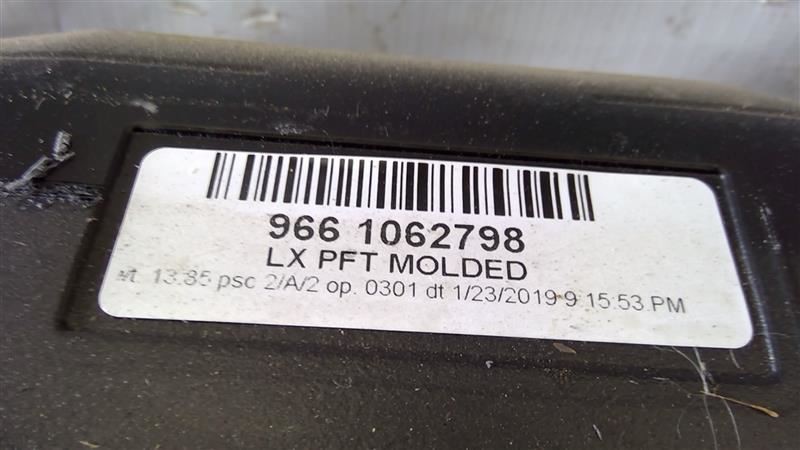 966 1062798
LX PFT MOLDED
wt. 13.85 psc 2/A/2 op. 0301 dt 1/23/2019 9 15:53 PM